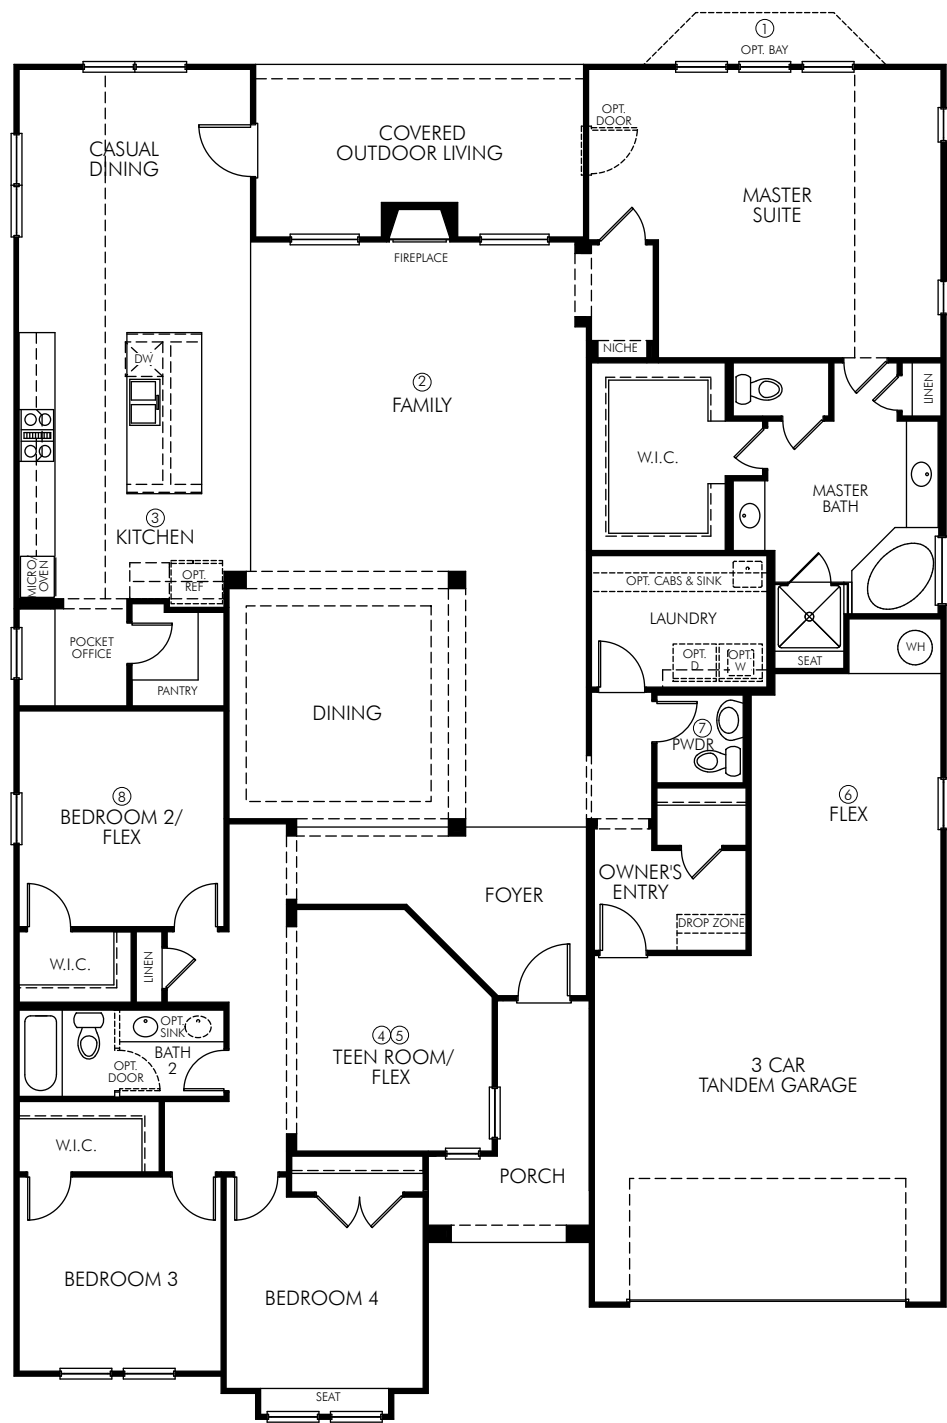 ①
OPT. BAY
OPT.
DOOR
COVERED
OUTDOOR LIVING
CASUAL
DINING
MASTER
SUITE
FIREPLACE
NICHE
DW
②
FAMILY
LINEN
W.I.C.
MASTER
BATH
③
KITCHEN
MICRO/
OVEN
OPT.
REF
OPT. CABS & SINK
LAUNDRY
POCKET
OFFICE
PANTRY
OPT.
D
OPT.
W
SEAT
WH
DINING
⑦
PWDR
⑧
BEDROOM 2/
FLEX
⑥
FLEX
OWNER'S
ENTRY
FOYER
DROP ZONE
W.I.C.
LINEN
OPT.
SINK
BATH
2
OPT.
DOOR
④⑤
TEEN ROOM/
FLEX
3 CAR
TANDEM GARAGE
W.I.C.
PORCH
BEDROOM 3
BEDROOM 4
SEAT